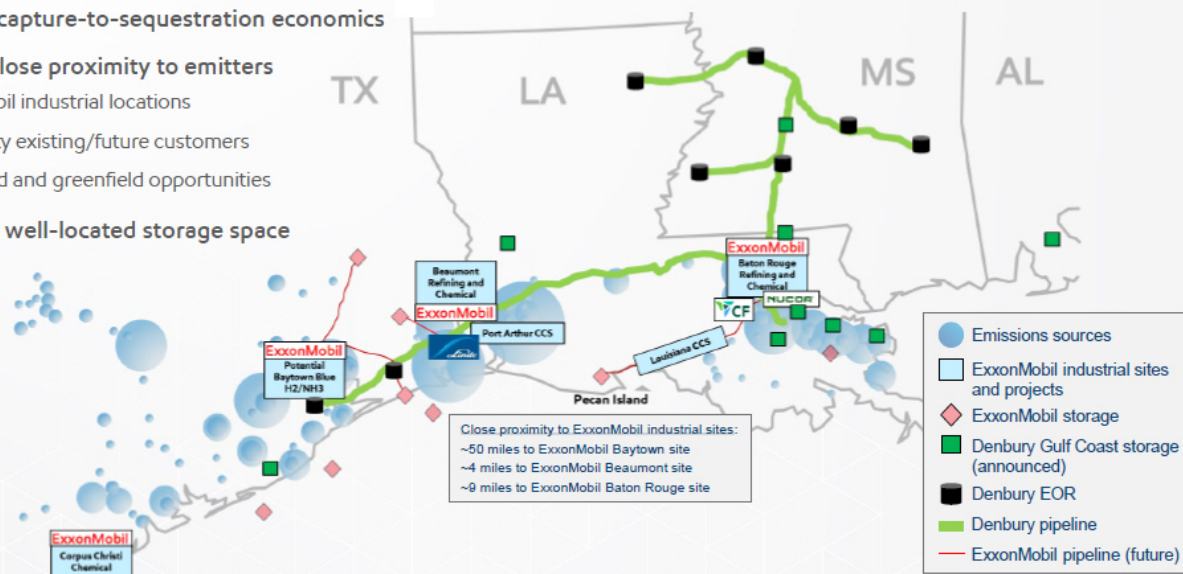 capture-to-sequestration economics
lose proximity to emitters
bil industrial locations
y existing/future customers
d and greenfield opportunities
well-located storage space
TX
LA
MS
AL
ExxonMobil
Baton Rouge
Refining and
Chemical
CF
NUCOR
Beaumont
Refining and
Chemical
ExxonMobil
Port Arthur CCS
Linde
Louisiana CCS
ExxonMobil
Potential
Baytown Blue
H2/NH3
Pecan Island
Close proximity to ExxonMobil industrial sites:
~50 miles to ExxonMobil Baytown site
~4 miles to ExxonMobil Beaumont site
~9 miles to ExxonMobil Baton Rouge site
ExxonMobil
Corpus Christi
Chemical
Emissions sources
ExxonMobil industrial sites
and projects
ExxonMobil storage
Denbury Gulf Coast storage
(announced)
Denbury EOR
Denbury pipeline
ExxonMobil pipeline (future)